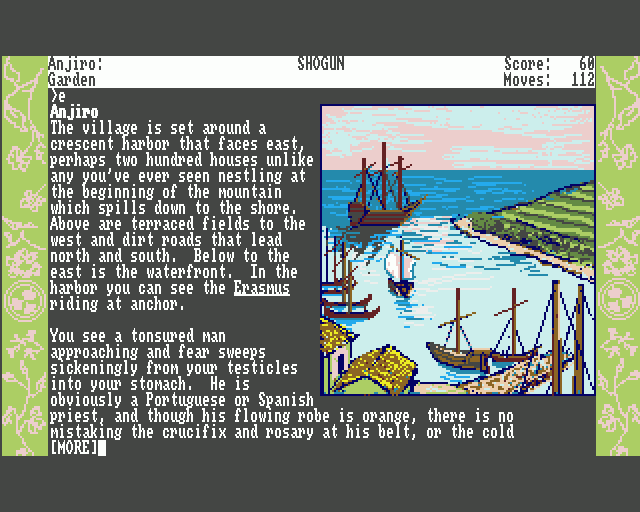 Anjiro: SHOGUN Score: 60
Garden Moves: 112
>e
Anjiro
The village is set around a
crescent harbor that faces east,
perhaps two hundred houses unlike
any you've ever seen nestling at
the beginning of the mountain
which spills down to the shore.
Above are terraced fields to the
west and dirt roads that lead
north and south.  Below to the
east is the waterfront.  In the
harbor you can see the Erasmus
riding at anchor.
You see a tonsured man
approaching and fear sweeps
sickeningly from your testicles
into your stomach.  He is
obviously a Portuguese or Spanish
priest, and though his flowing robe is orange, there is no
mistaking the crucifix and rosary at his belt, or the cold
[MORE]